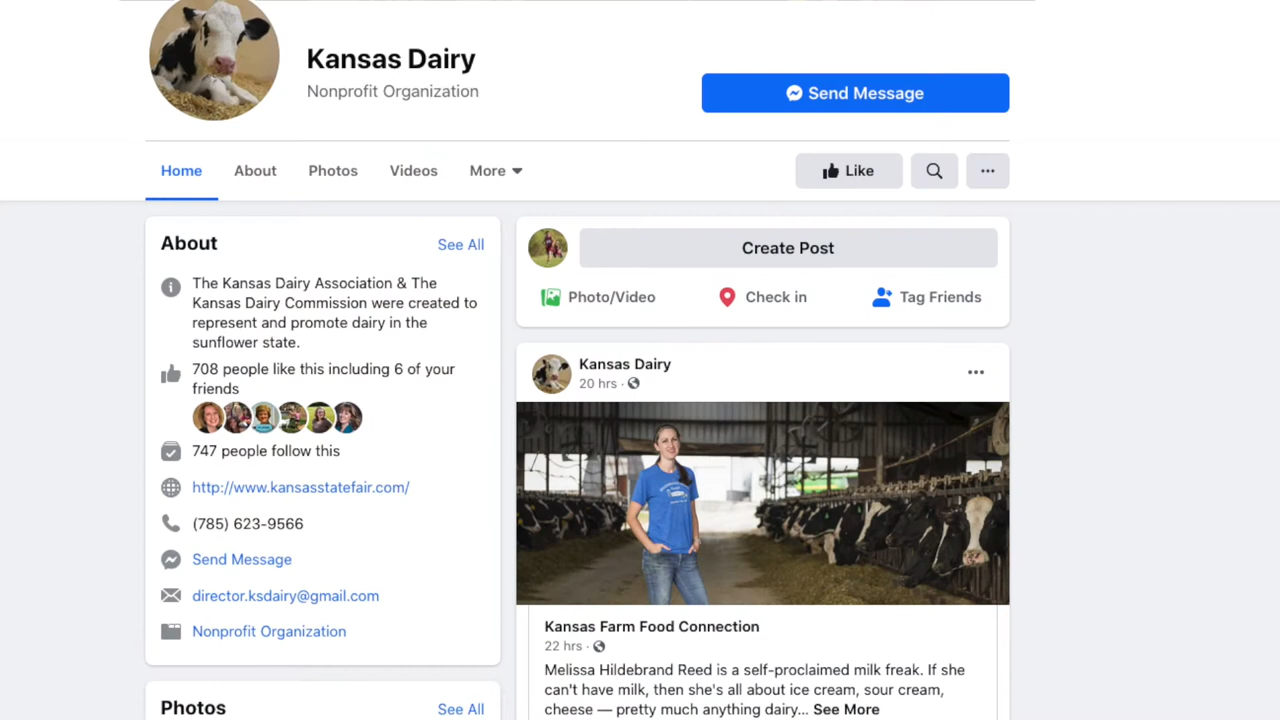 Kansas Dairy
Nonprofit Organization
Send Message
Home
About
Photos
Videos
More
Like
About
See All
The Kansas Dairy Association & The
Kansas Dairy Commission were created to
represent and promote dairy in the
sunflower state.
708 people like this including 6 of your
friends
747 people follow this
http://www.kansasstatefair.com/
(785) 623-9566
Send Message
director.ksdairy@gmail.com
Nonprofit Organization
Photos
See All
Create Post
Photo/Video
Check in
Tag Friends
Kansas Dairy
20 hrs ·
Kansas Farm Food Connection
22 hrs ·
Melissa Hildebrand Reed is a self-proclaimed milk freak. If she
can't have milk, then she's all about ice cream, sour cream,
cheese — pretty much anything dairy... See More